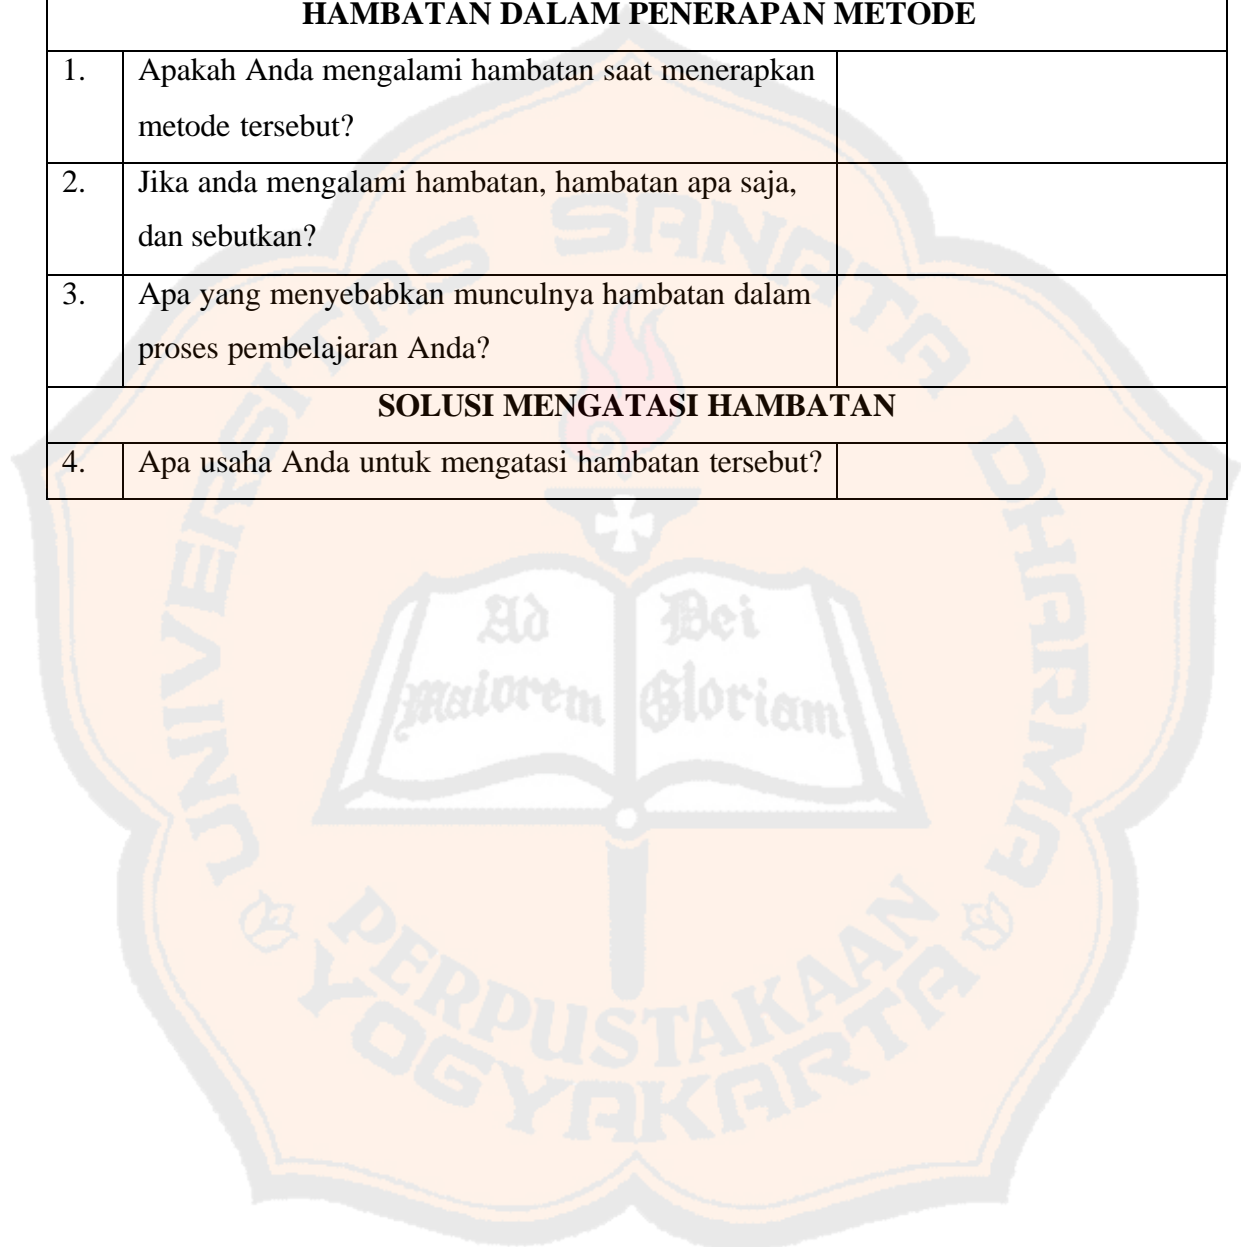 HAMBATAN DALAM PENERAPAN METODE
1. Apakah Anda mengalami hambatan saat menerapkan
metode tersebut?
2. Jika anda mengalami hambatan, hambatan apa saja,
dan sebutkan?
3. Apa yang menyebabkan munculnya hambatan dalam
proses pembelajaran Anda?
SOLUSI MENGATASI HAMBATAN
4. Apa usaha Anda untuk mengatasi hambatan tersebut?
UNIVERSITAS SANATA DHARMA
Ad Dei
Maiorem Gloriam
PERPUSTAKAAN
YOGYAKARTA